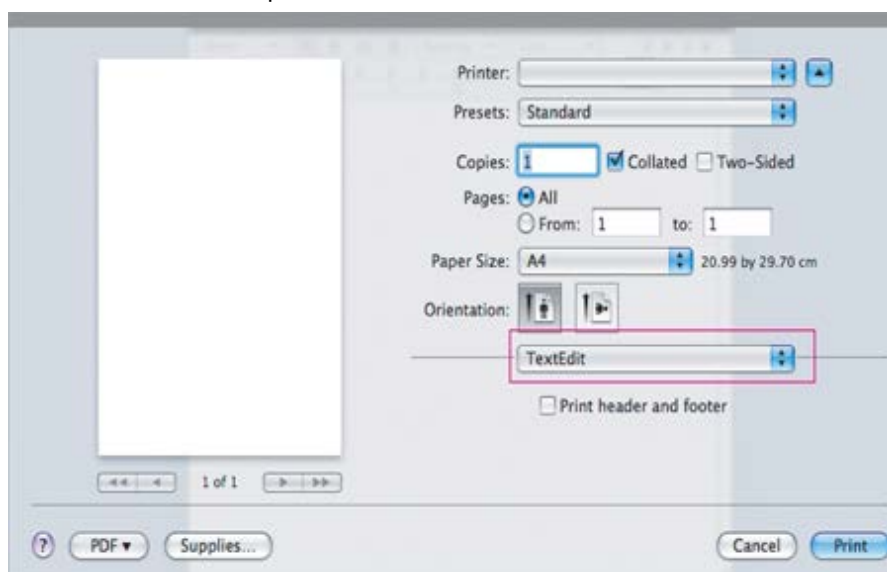 Printer:
Presets: Standard
Copies: 1 Collated Two-Sided
Pages: All
From: 1 to: 1
Paper Size: A4 20.99 by 29.70 cm
Orientation:
TextEdit
Print header and footer
1 of 1
? PDF Supplies... Cancel Print